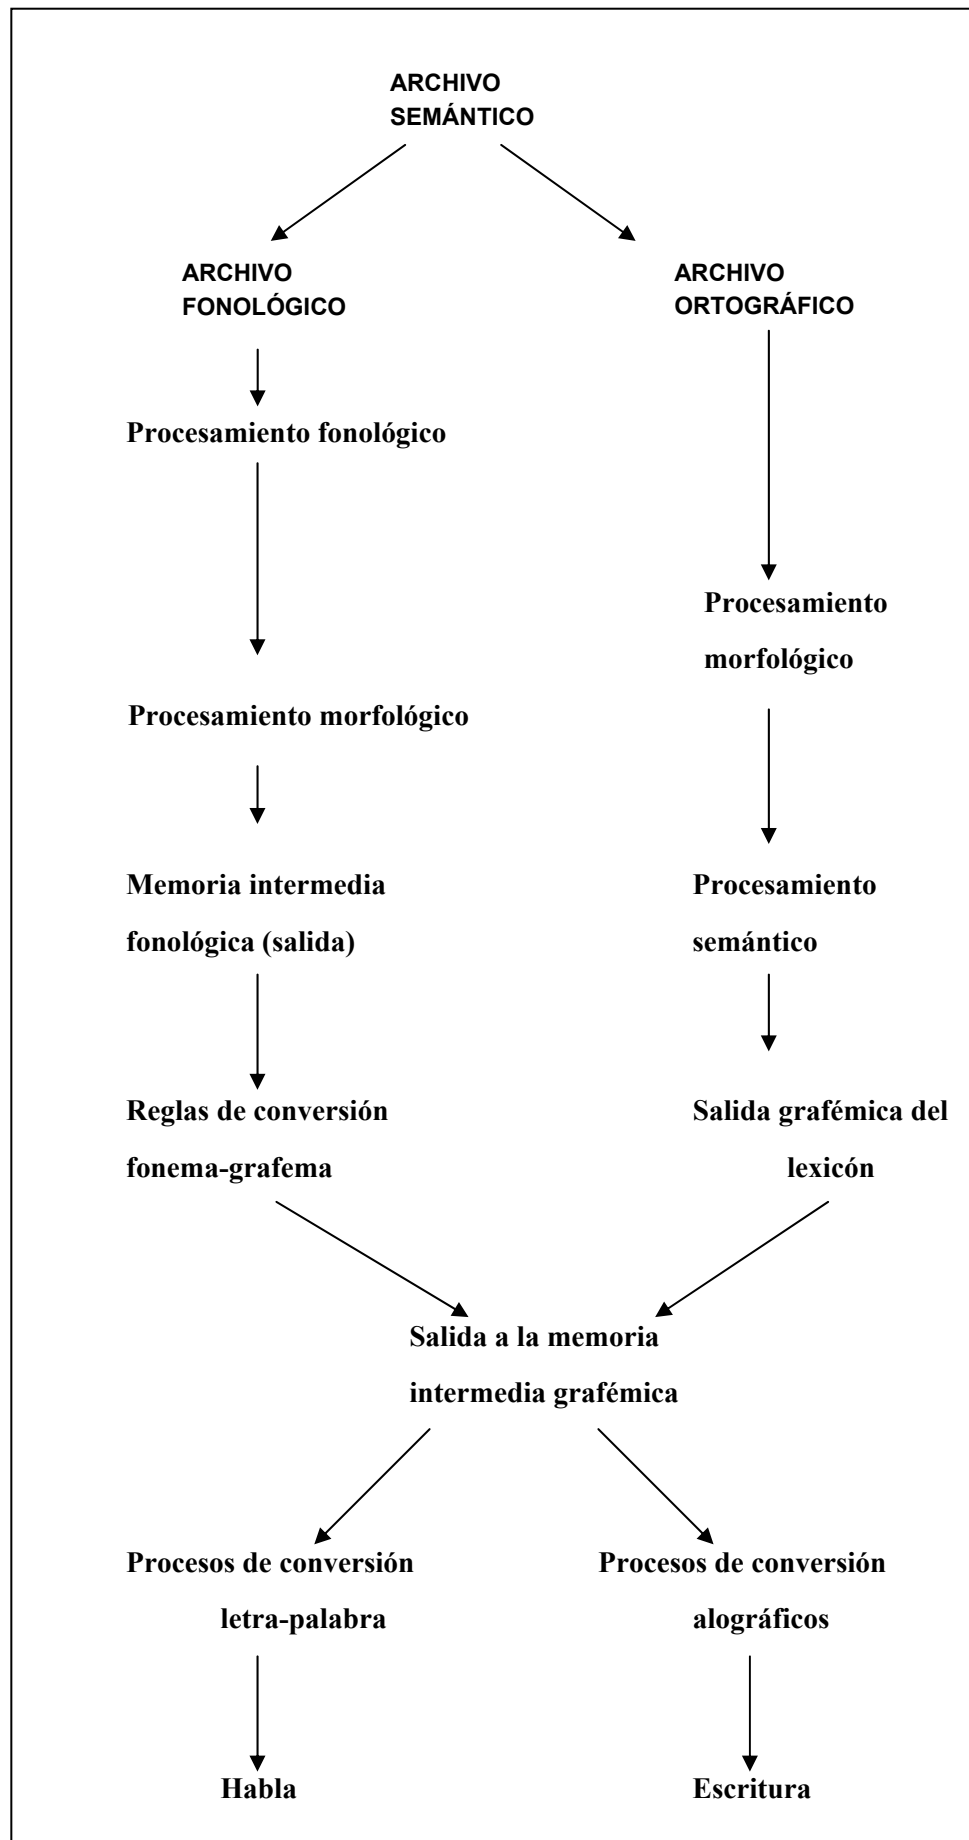 ARCHIVO
SEMÁNTICO
ARCHIVO
FONOLÓGICO
ARCHIVO
ORTOGRÁFICO
Procesamiento fonológico
Procesamiento
morfológico
Procesamiento morfológico
Memoria intermedia
fonológica (salida)
Procesamiento
semántico
Reglas de conversión
fonema-grafema
Salida grafémica del
lexicón
Salida a la memoria
intermedia grafémica
Procesos de conversión
letra-palabra
Procesos de conversión
alográficos
Habla
Escritura